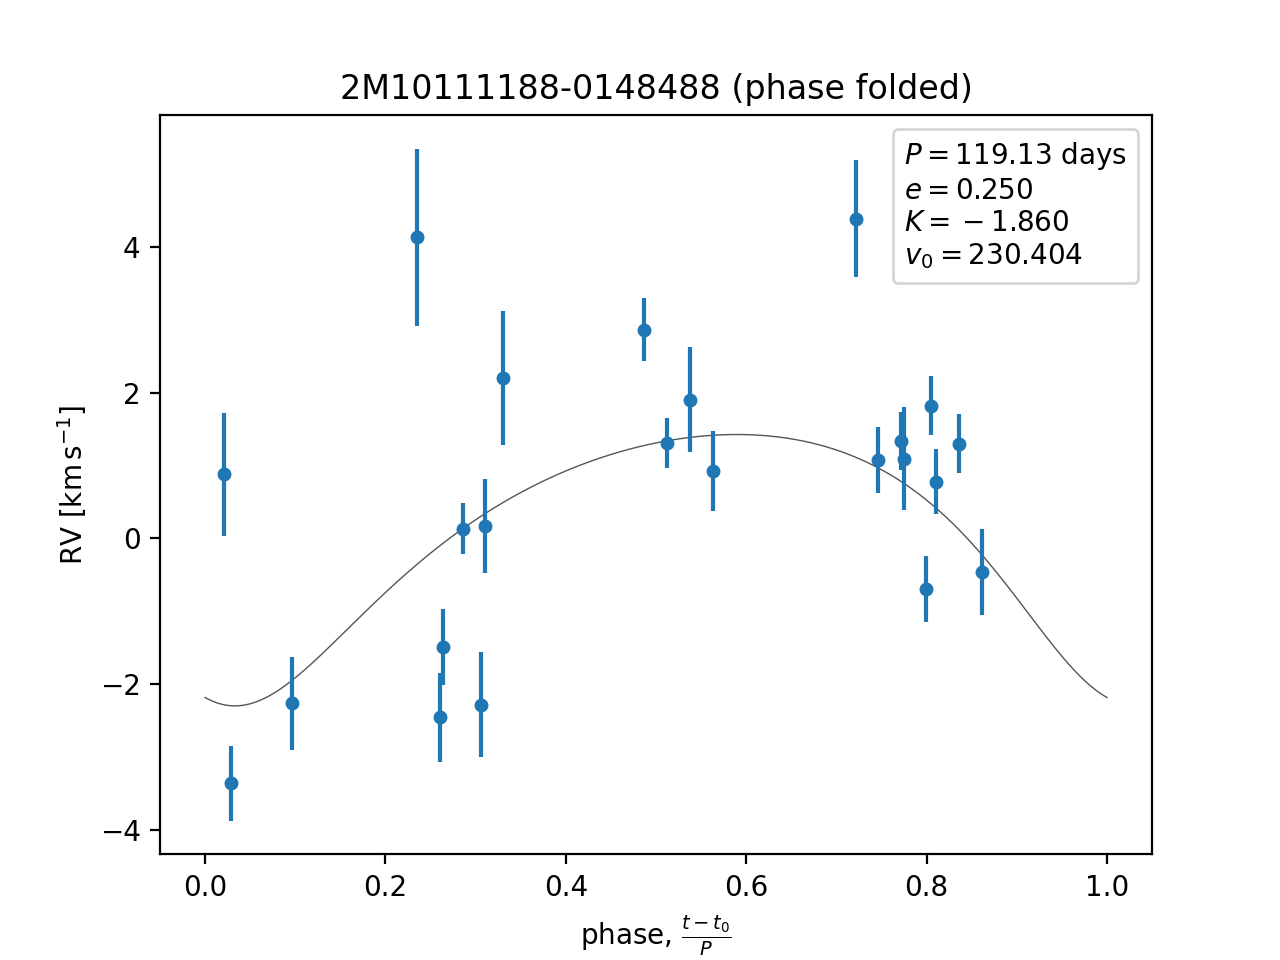 2M10111188-0148488 (phase folded)
P = 119.13 days
e = 0.250
K = −1.860
v₀ = 230.404
RV [km s⁻¹]
4
2
0
−2
−4
0.0 0.2 0.4 0.6 0.8 1.0
phase, (t − t₀)/P